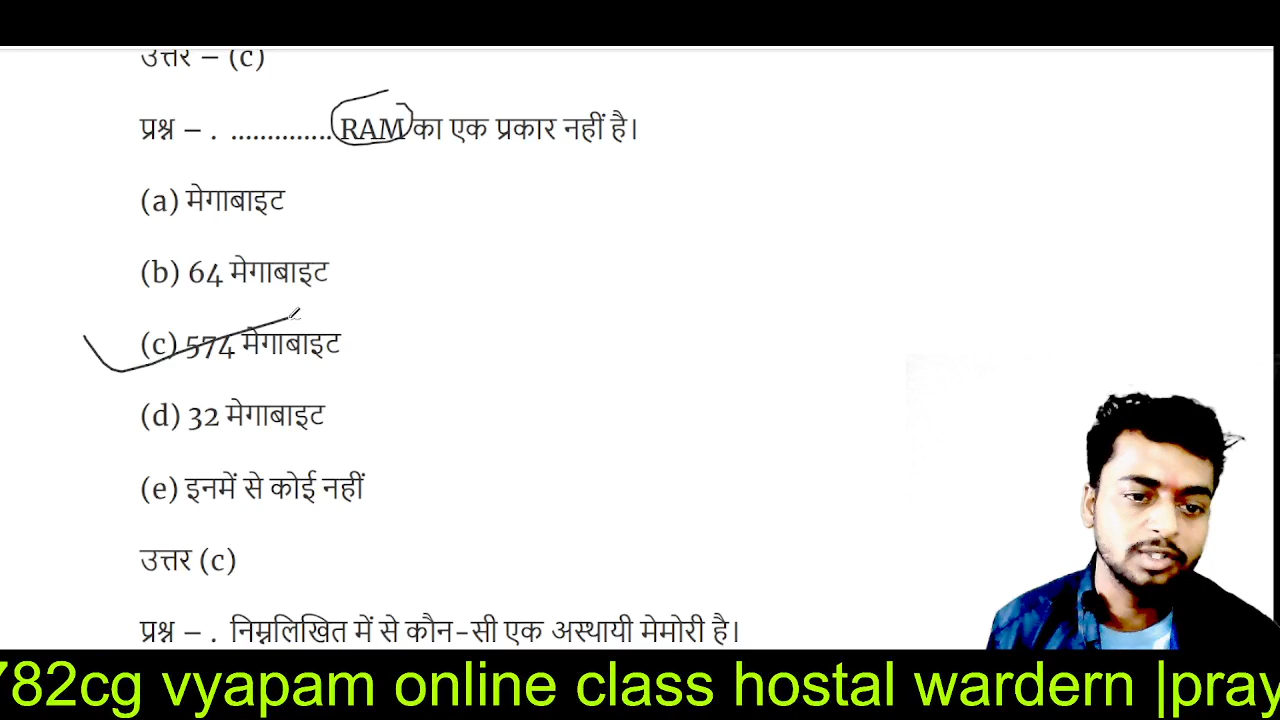 उत्तर – (c)
प्रश्न – . .............. RAM का एक प्रकार नहीं है।
(a) मेगाबाइट
(b) 64 मेगाबाइट
(c) 574 मेगाबाइट
(d) 32 मेगाबाइट
(e) इनमें से कोई नहीं
उत्तर (c)
प्रश्न – . निम्नलिखित में से कौन-सी एक अस्थायी मेमोरी है।
782cg vyapam online class hostal wardern |pray